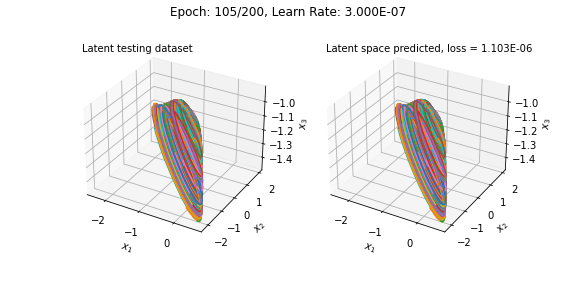 Epoch: 105/200, Learn Rate: 3.000E-07
Latent testing dataset
−1.0
−1.1
−1.2
−1.3
−1.4
x₃
2
1
0
−1
−2
x₂
−2
−1
0
x₁
Latent space predicted, loss = 1.103E-06
−1.0
−1.1
−1.2
−1.3
−1.4
x₃
2
1
0
−1
−2
x₂
−2
−1
0
x₁